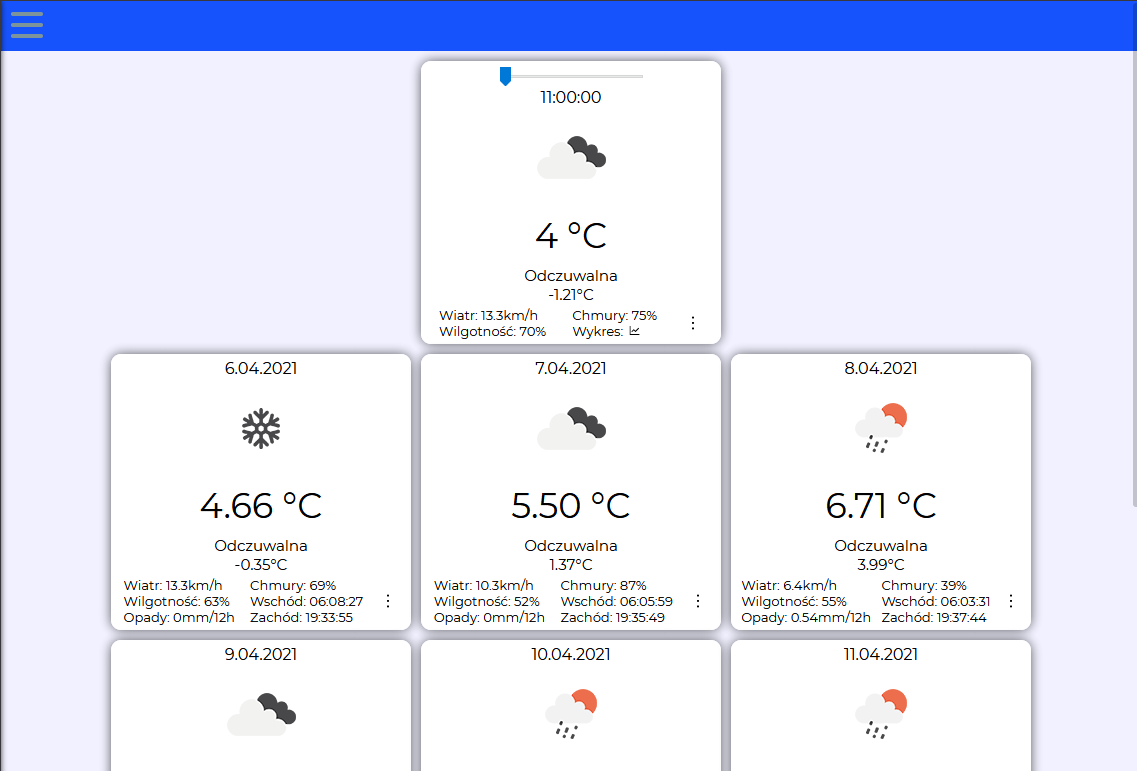 11:00:00
4 °C
Odczuwalna
-1.21°C
Wiatr: 13.3km/h Chmury: 75%
Wilgotność: 70% Wykres:
6.04.2021
4.66 °C
Odczuwalna
-0.35°C
Wiatr: 13.3km/h Chmury: 69%
Wilgotność: 63% Wschód: 06:08:27
Opady: 0mm/12h Zachód: 19:33:55
7.04.2021
5.50 °C
Odczuwalna
1.37°C
Wiatr: 10.3km/h Chmury: 87%
Wilgotność: 52% Wschód: 06:05:59
Opady: 0mm/12h Zachód: 19:35:49
8.04.2021
6.71 °C
Odczuwalna
3.99°C
Wiatr: 6.4km/h Chmury: 39%
Wilgotność: 55% Wschód: 06:03:31
Opady: 0.54mm/12h Zachód: 19:37:44
9.04.2021
10.04.2021
11.04.2021